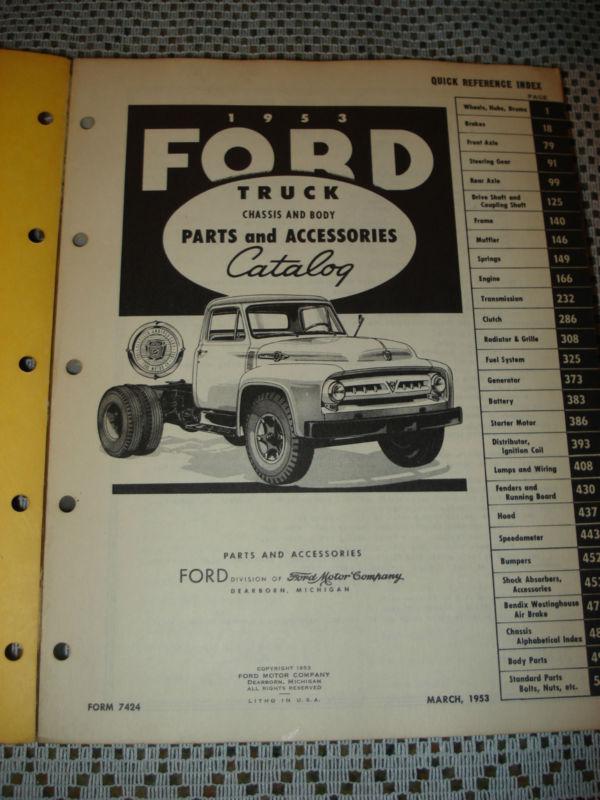 QUICK REFERENCE INDEX
PAGE
1953
FORD
TRUCK
CHASSIS AND BODY
PARTS and ACCESSORIES
Catalog
Wheels, Hubs, Drums 1
Brakes 18
Front Axle 79
Steering Gear 91
Rear Axle 99
Drive Shaft and
Coupling Shaft 125
Frame 140
Muffler 146
Springs 149
Engine 166
Transmission 232
Clutch 286
Radiator & Grille 308
Fuel System 325
Generator 373
Battery 383
Starter Motor 386
Distributor,
Ignition Coil 393
Lamps and Wiring 408
Fenders and
Running Board 430
Hood 437
Speedometer 443
Bumpers 452
Shock Absorbers,
Accessories
Bendix Westinghouse
Air Brake
Chassis
Alphabetical Index
Body Parts
Standard Parts
Bolts, Nuts, etc.
PARTS AND ACCESSORIES
FORD DIVISION OF Ford Motor Company
DEARBORN, MICHIGAN
COPYRIGHT 1953
FORD MOTOR COMPANY
DEARBORN, MICHIGAN
ALL RIGHTS RESERVED
LITHO IN U.S.A.
FORM 7424
MARCH, 1953